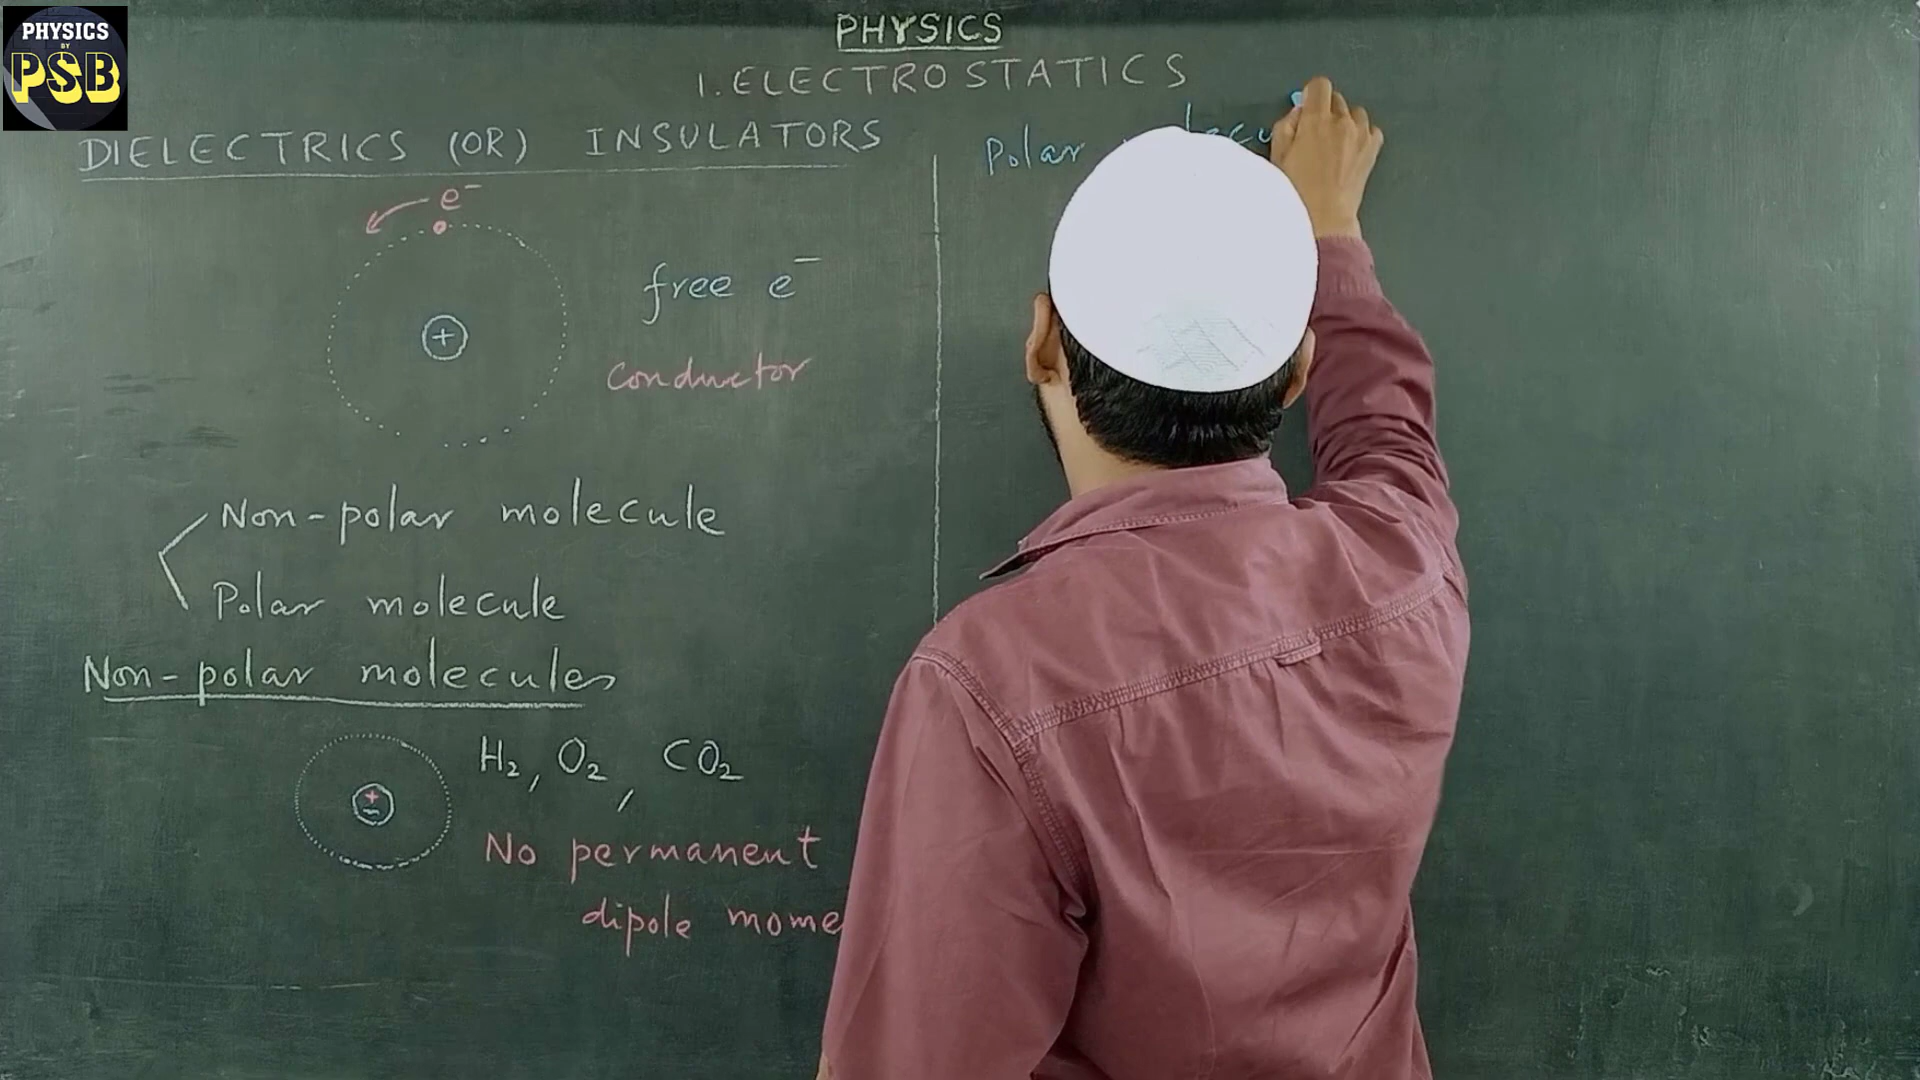 PHYSICS
BY
PSB
PHYSICS
1. ELECTROSTATICS
DIELECTRICS (OR) INSULATORS
e⁻
+
free e⁻
conductor
Non-polar molecule
Polar molecule
Non-polar molecules
+
-
H₂, O₂, CO₂
No permanent
dipole mome
Polar